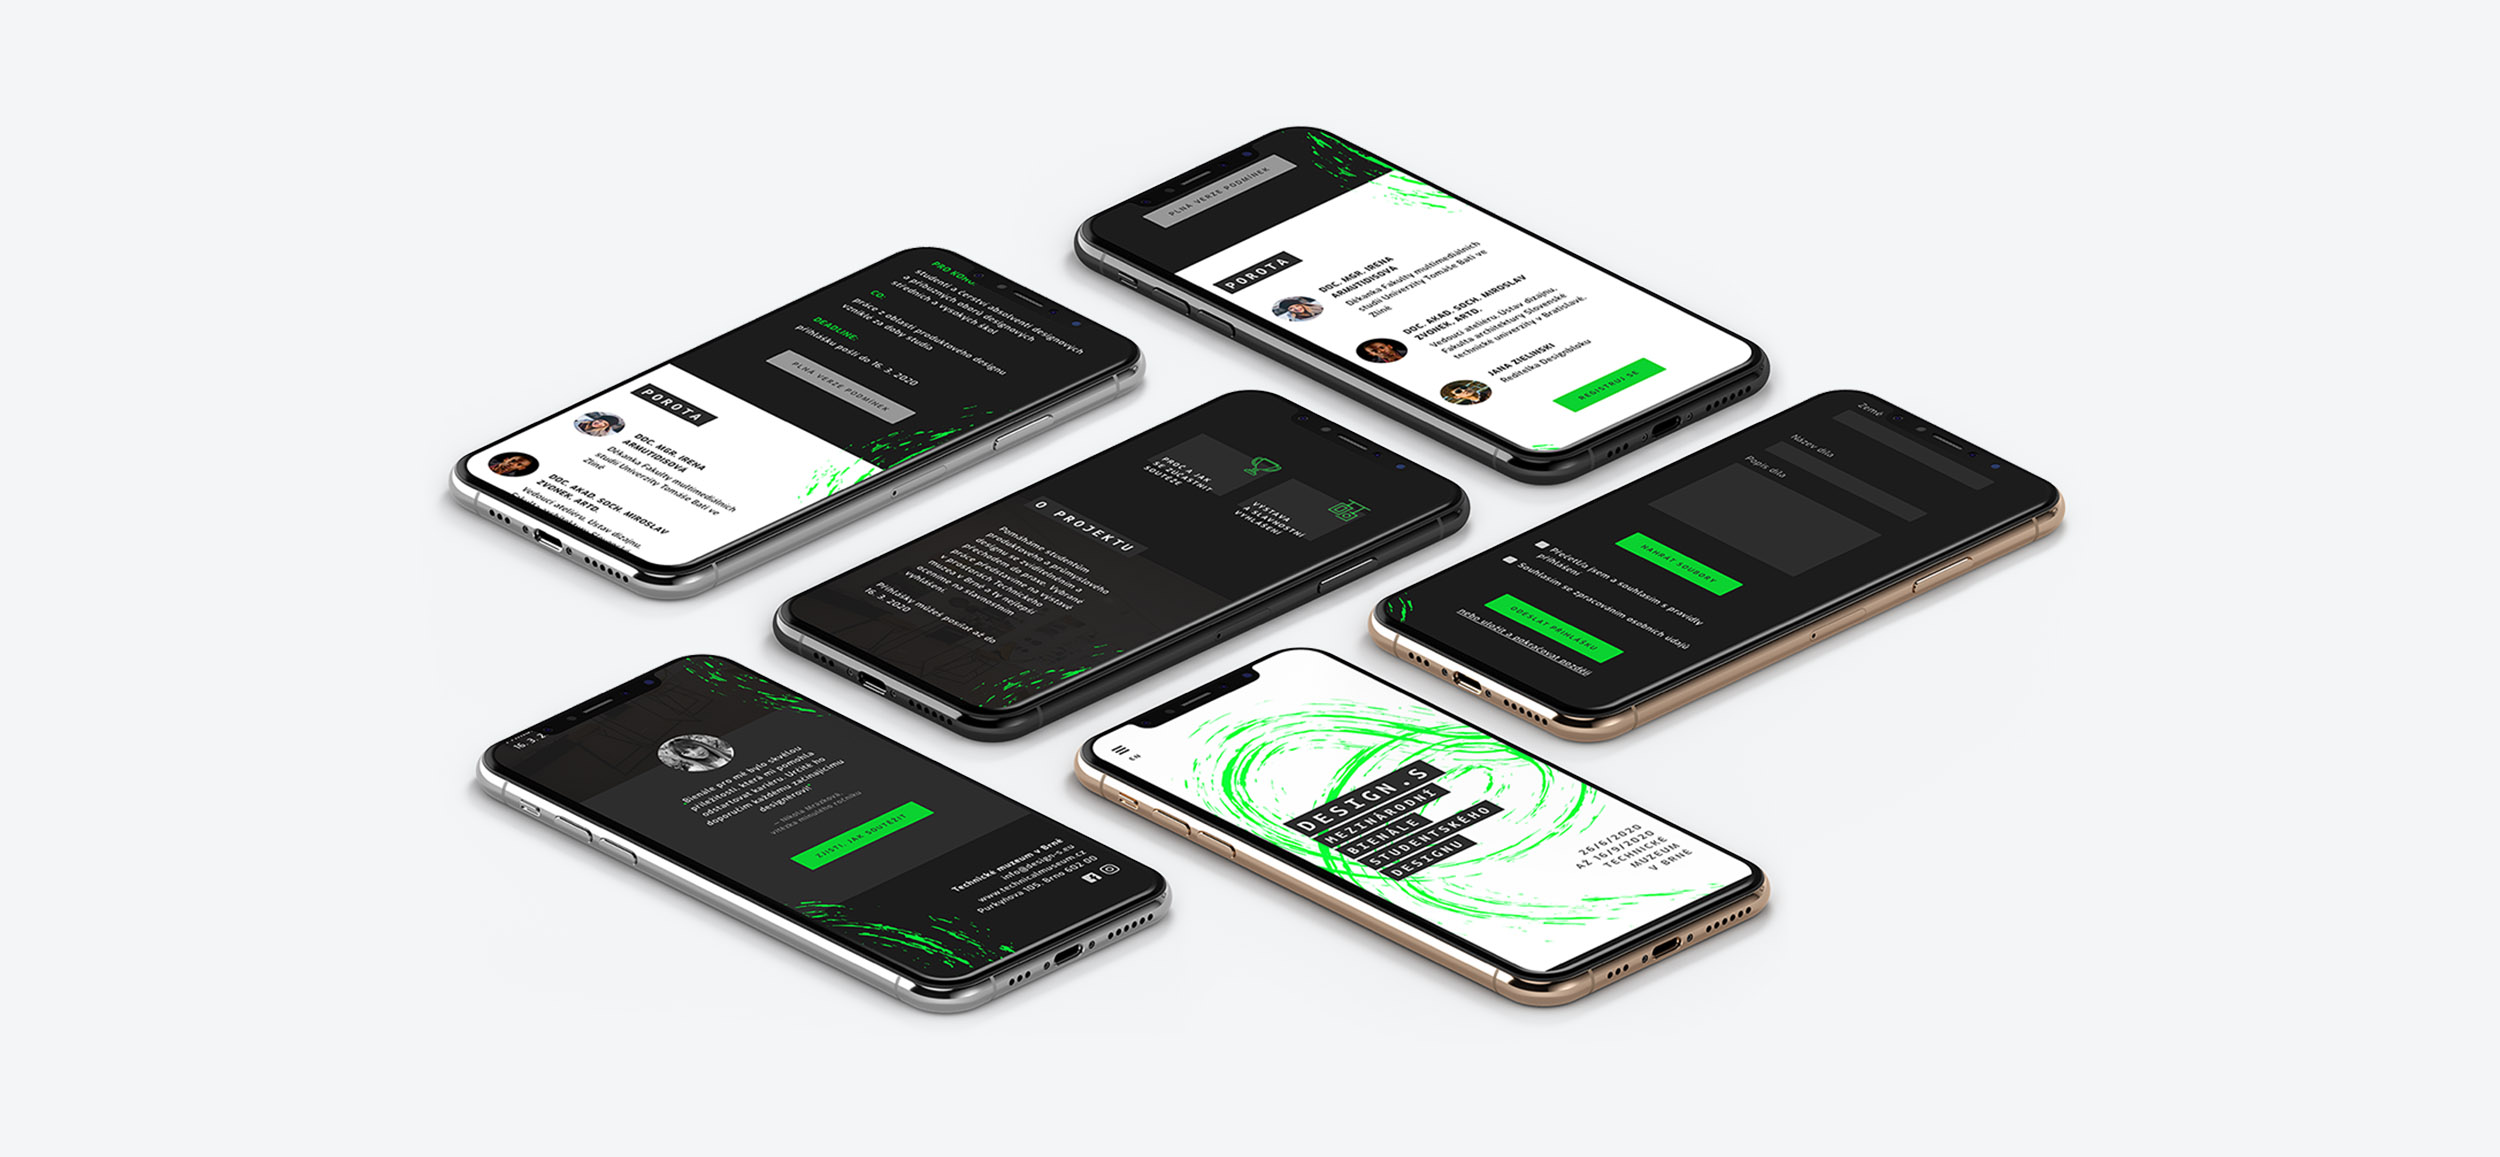 PLNÁ VERZE PODMÍNEK
POROTA
DOC. MGR. IRENA
ARMUTIDISOVÁ
Děkanka Fakulty multimediálních
studií Univerzity Tomáše Bati ve
Zlíně
DOC. AKAD. SOCH. MIROSLAV
ZVONEK, ARTD.
Vedoucí ateliéru, Ústav dizajnu,
Fakulta architektury Slovenské
technické univerzity v Bratislavě.
JANA ZIELINSKI
Ředitelka Designbloku
REGISTRUJ SE
PRO KOHO:
studenti a čerství absolventi designových
a příbuzných oborů designových
středních a vysokých škol
CO:
práce z oblasti produktového designu
vzniklé za doby studia
DEADLINE:
přihlášku pošli do 16. 3. 2020
PLNÁ VERZE PODMÍNEK
POROTA
DOC. MGR. IRENA
ARMUTIDISOVÁ
Děkanka Fakulty multimediálních
studií Univerzity Tomáše Bati ve
Zlíně
DOC. AKAD. SOCH. MIROSLAV
ZVONEK, ARTD.
Vedoucí ateliéru, Ústav dizajnu,
PROČ A JAK
SE ZÚČASTNIT
SOUTĚŽE
VÝSTAVA
A SLAVNOSTNÍ
VYHLÁŠENÍ
O PROJEKTU
Pomáháme studentům
produktového a průmyslového
designu se zviditelněním a
přechodem do praxe. Vybrané
práce představíme na výstavě
v prostorách Technického
muzea v Brně a ty nejlepší
oceníme na slavnostním
vyhlášení.
Přihlášky můžeš posílat až do
16. 3. 2020
Země
Název díla
Popis díla
NAHRÁT SOUBORY
Přečetl/a jsem a souhlasím s pravidly
přihlášení
Souhlasím se zpracováním osobních údajů
ODESLAT PŘIHLÁŠKU
nebo uložit a pokračovat později
16. 3. 2
„Bienále pro mě bylo skvělou
příležitostí, která mi pomohla
odstartovat kariéru. Určitě ho
doporučím každému začínajícímu
designérovi“
— Nikola Mrázková,
vítězka minulého ročníku
ZJISTI, JAK SOUTĚŽIT
Technické muzeum v Brně
info@design-s.eu
www.technicalmuseum.cz
Purkyňova 105, Brno 602 00
EN
DESIGN.S
MEZINÁRODNÍ
BIENÁLE
STUDENTSKÉHO
DESIGNU
26/6/2020
AŽ 16/9/2020
TECHNICKÉ
MUZEUM
V BRNĚ